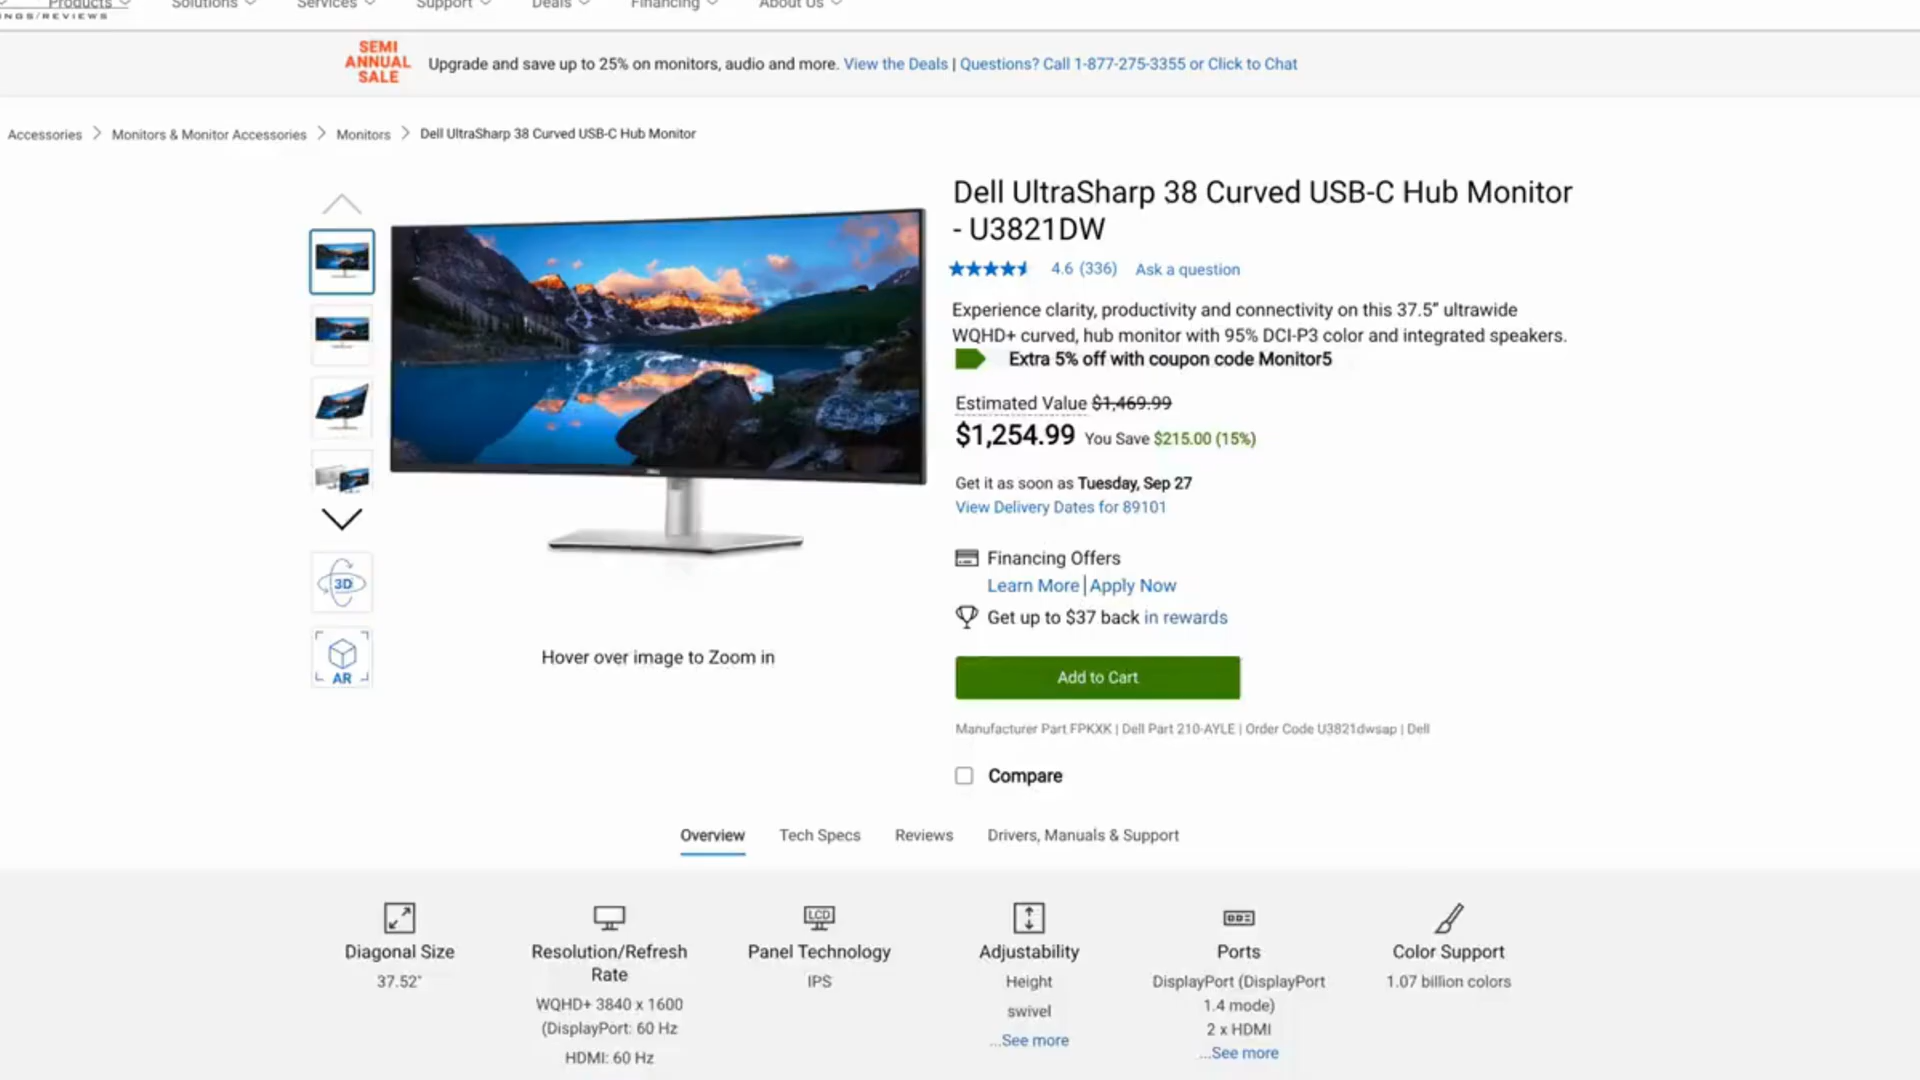 Products Solutions Services Support Deals Financing About Us
NGS/REVIEWS
SEMI
ANNUAL
SALE
Upgrade and save up to 25% on monitors, audio and more. View the Deals | Questions? Call 1-877-275-3355 or Click to Chat
Accessories > Monitors & Monitor Accessories > Monitors > Dell UltraSharp 38 Curved USB-C Hub Monitor
Dell UltraSharp 38 Curved USB-C Hub Monitor
- U3821DW
4.6 (336) Ask a question
Experience clarity, productivity and connectivity on this 37.5” ultrawide
WQHD+ curved, hub monitor with 95% DCI-P3 color and integrated speakers.
Extra 5% off with coupon code Monitor5
Estimated Value $1,469.99
$1,254.99 You Save $215.00 (15%)
Get it as soon as Tuesday, Sep 27
View Delivery Dates for 89101
Financing Offers
Learn More | Apply Now
Get up to $37 back in rewards
3D
AR
Hover over image to Zoom in
Add to Cart
Manufacturer Part FPKXK | Dell Part 210-AYLE | Order Code U3821dwsap | Dell
Compare
Overview Tech Specs Reviews Drivers, Manuals & Support
LCD
Diagonal Size
37.52"
Resolution/Refresh
Rate
WQHD+ 3840 x 1600
(DisplayPort: 60 Hz
HDMI: 60 Hz
Panel Technology
IPS
Adjustability
Height
swivel
...See more
Ports
DisplayPort (DisplayPort
1.4 mode)
2 x HDMI
...See more
Color Support
1.07 billion colors